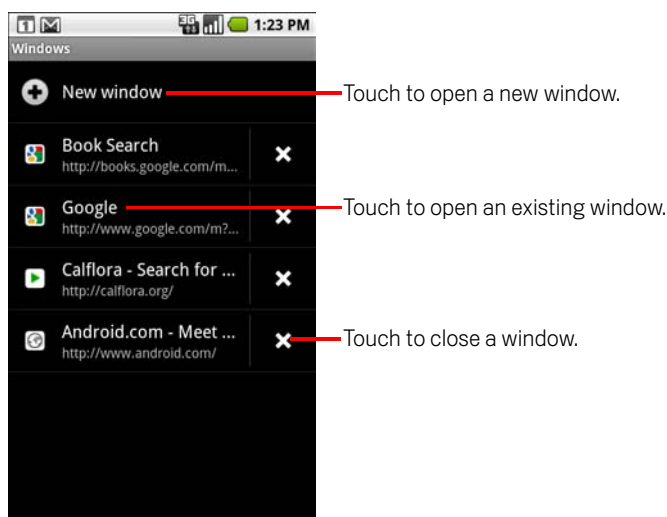 1:23 PM
Windows
New window
Touch to open a new window.
Book Search
http://books.google.com/m...
Google
http://www.google.com/m?...
Touch to open an existing window.
Calflora - Search for ...
http://calflora.org/
Android.com - Meet ...
http://www.android.com/
Touch to close a window.